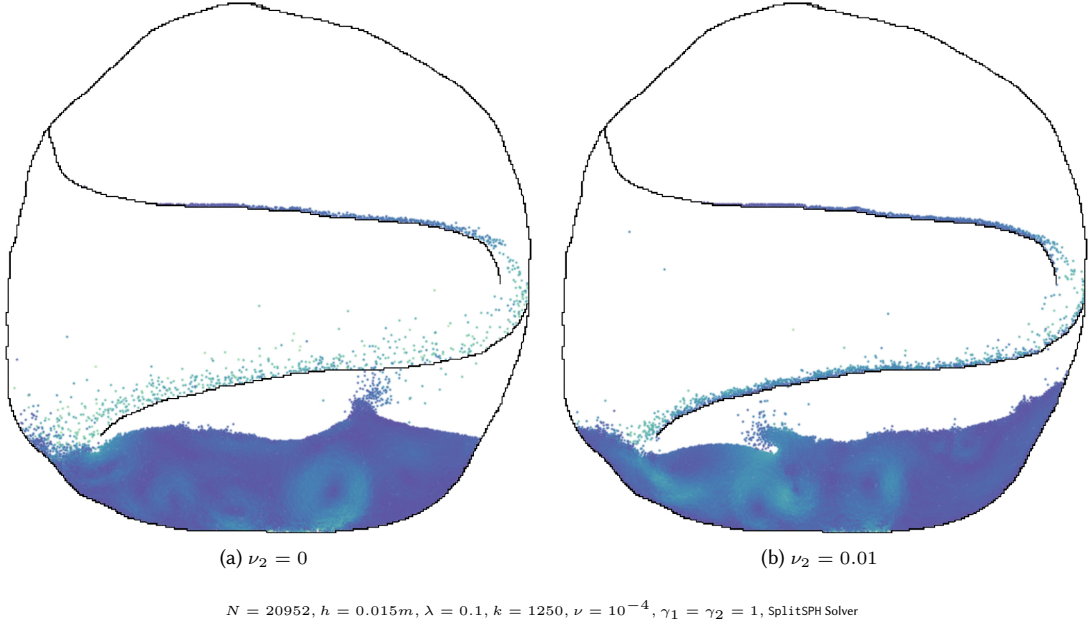 (a) ν₂ = 0
(b) ν₂ = 0.01
N = 20952, h = 0.015m, λ = 0.1, k = 1250, ν = 10⁻⁴, γ₁ = γ₂ = 1, SplitSPH Solver